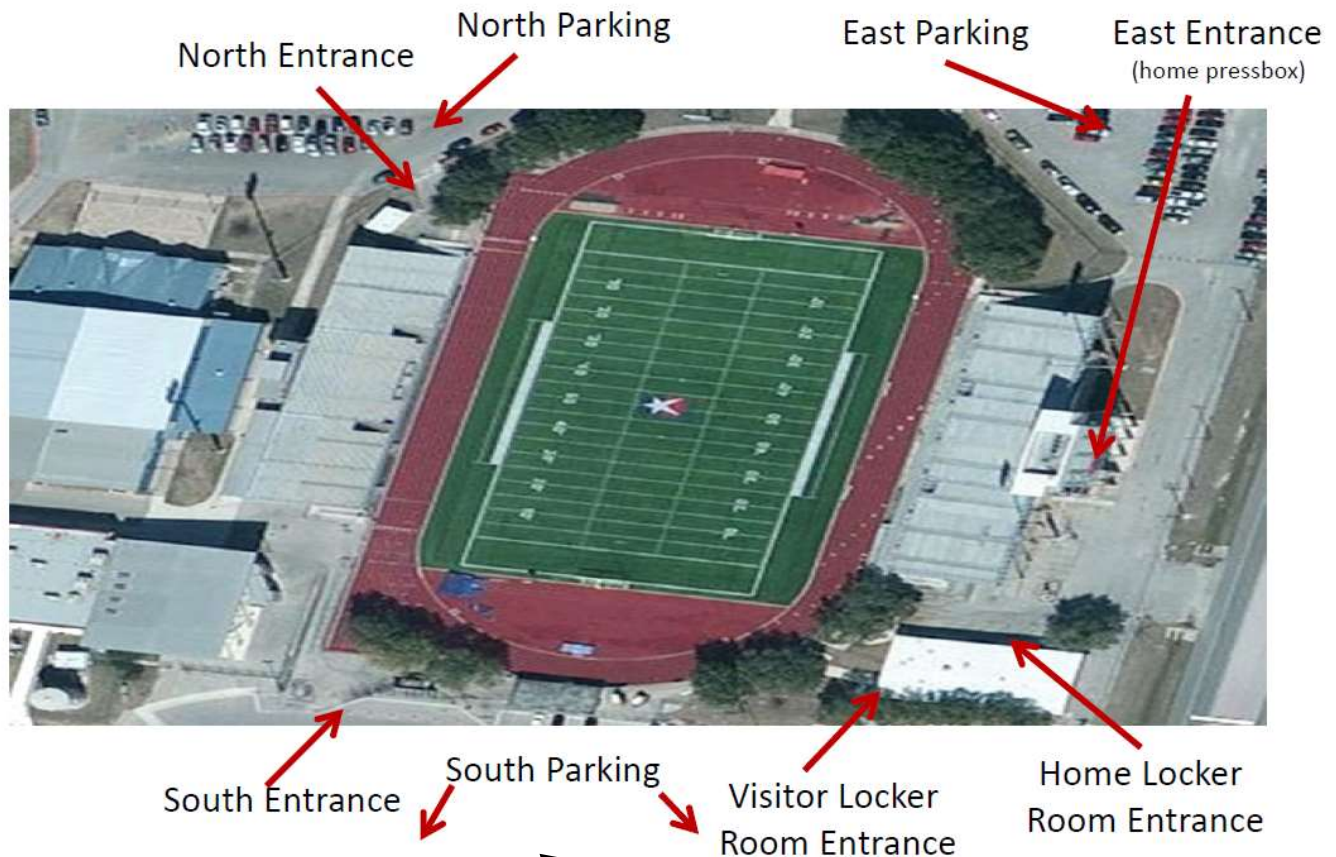 North Parking
East Parking
East Entrance
(home pressbox)
North Entrance
South Parking
South Entrance
Visitor Locker
Room Entrance
Home Locker
Room Entrance